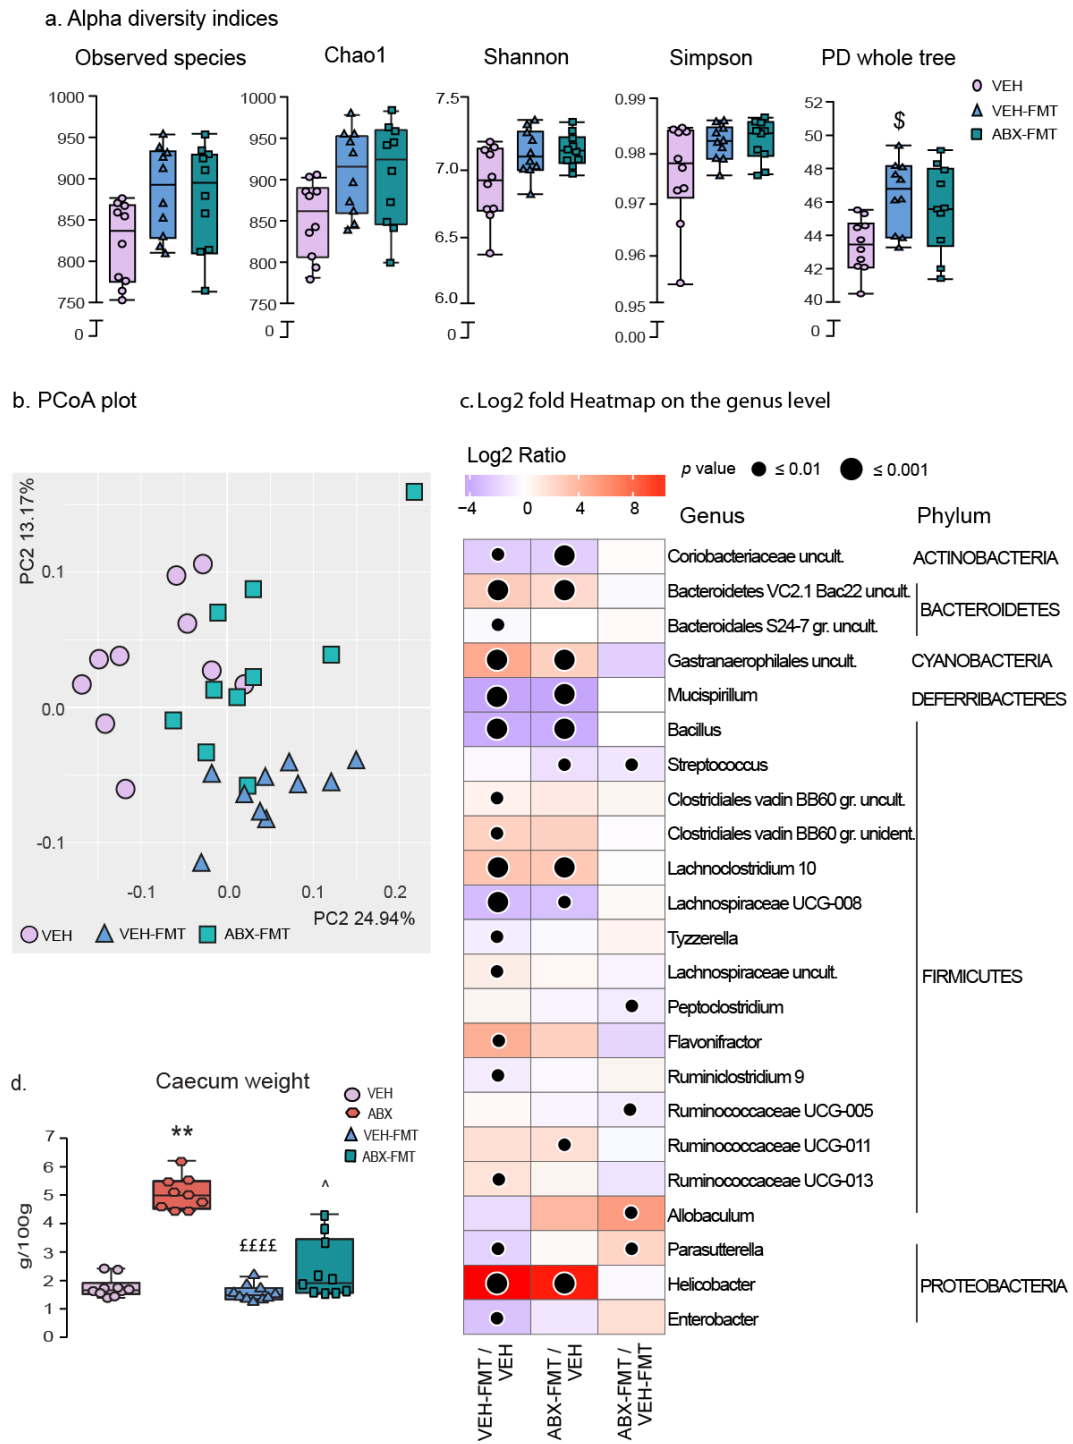 a. Alpha diversity indices
Observed species
Chao1
Shannon
Simpson
PD whole tree
VEH
VEH-FMT
ABX-FMT
1000
950
900
850
800
750
0
1000
950
900
850
800
750
0
7.5
7.0
6.5
6.0
0
0.99
0.98
0.97
0.96
0.95
0.00
52
50
48
46
44
42
40
0
$
b. PCoA plot
PC2 13.17%
0.1
0.0
-0.1
-0.1
0.0
0.1
0.2
PC2 24.94%
VEH
VEH-FMT
ABX-FMT
c. Log2 fold Heatmap on the genus level
Log2 Ratio
−4
0
4
8
p value
≤ 0.01
≤ 0.001
Genus
Phylum
Coriobacteriaceae uncult.
ACTINOBACTERIA
Bacteroidetes VC2.1 Bac22 uncult.
BACTEROIDETES
Bacteroidales S24-7 gr. uncult.
Gastranaerophilales uncult.
CYANOBACTERIA
Mucispirillum
DEFERRIBACTERES
Bacillus
Streptococcus
Clostridiales vadin BB60 gr. uncult.
Clostridiales vadin BB60 gr. unident.
Lachnoclostridium 10
Lachnospiraceae UCG-008
Tyzzerella
Lachnospiraceae uncult.
FIRMICUTES
Peptoclostridium
Flavonifractor
Ruminiclostridium 9
Ruminococcaceae UCG-005
Ruminococcaceae UCG-011
Ruminococcaceae UCG-013
Allobaculum
Parasutterella
Helicobacter
PROTEOBACTERIA
Enterobacter
VEH-FMT /
VEH
ABX-FMT /
VEH
ABX-FMT /
VEH-FMT
d.
Caecum weight
VEH
ABX
VEH-FMT
ABX-FMT
g/100g
7
6
5
4
3
2
1
0
**
££££
^